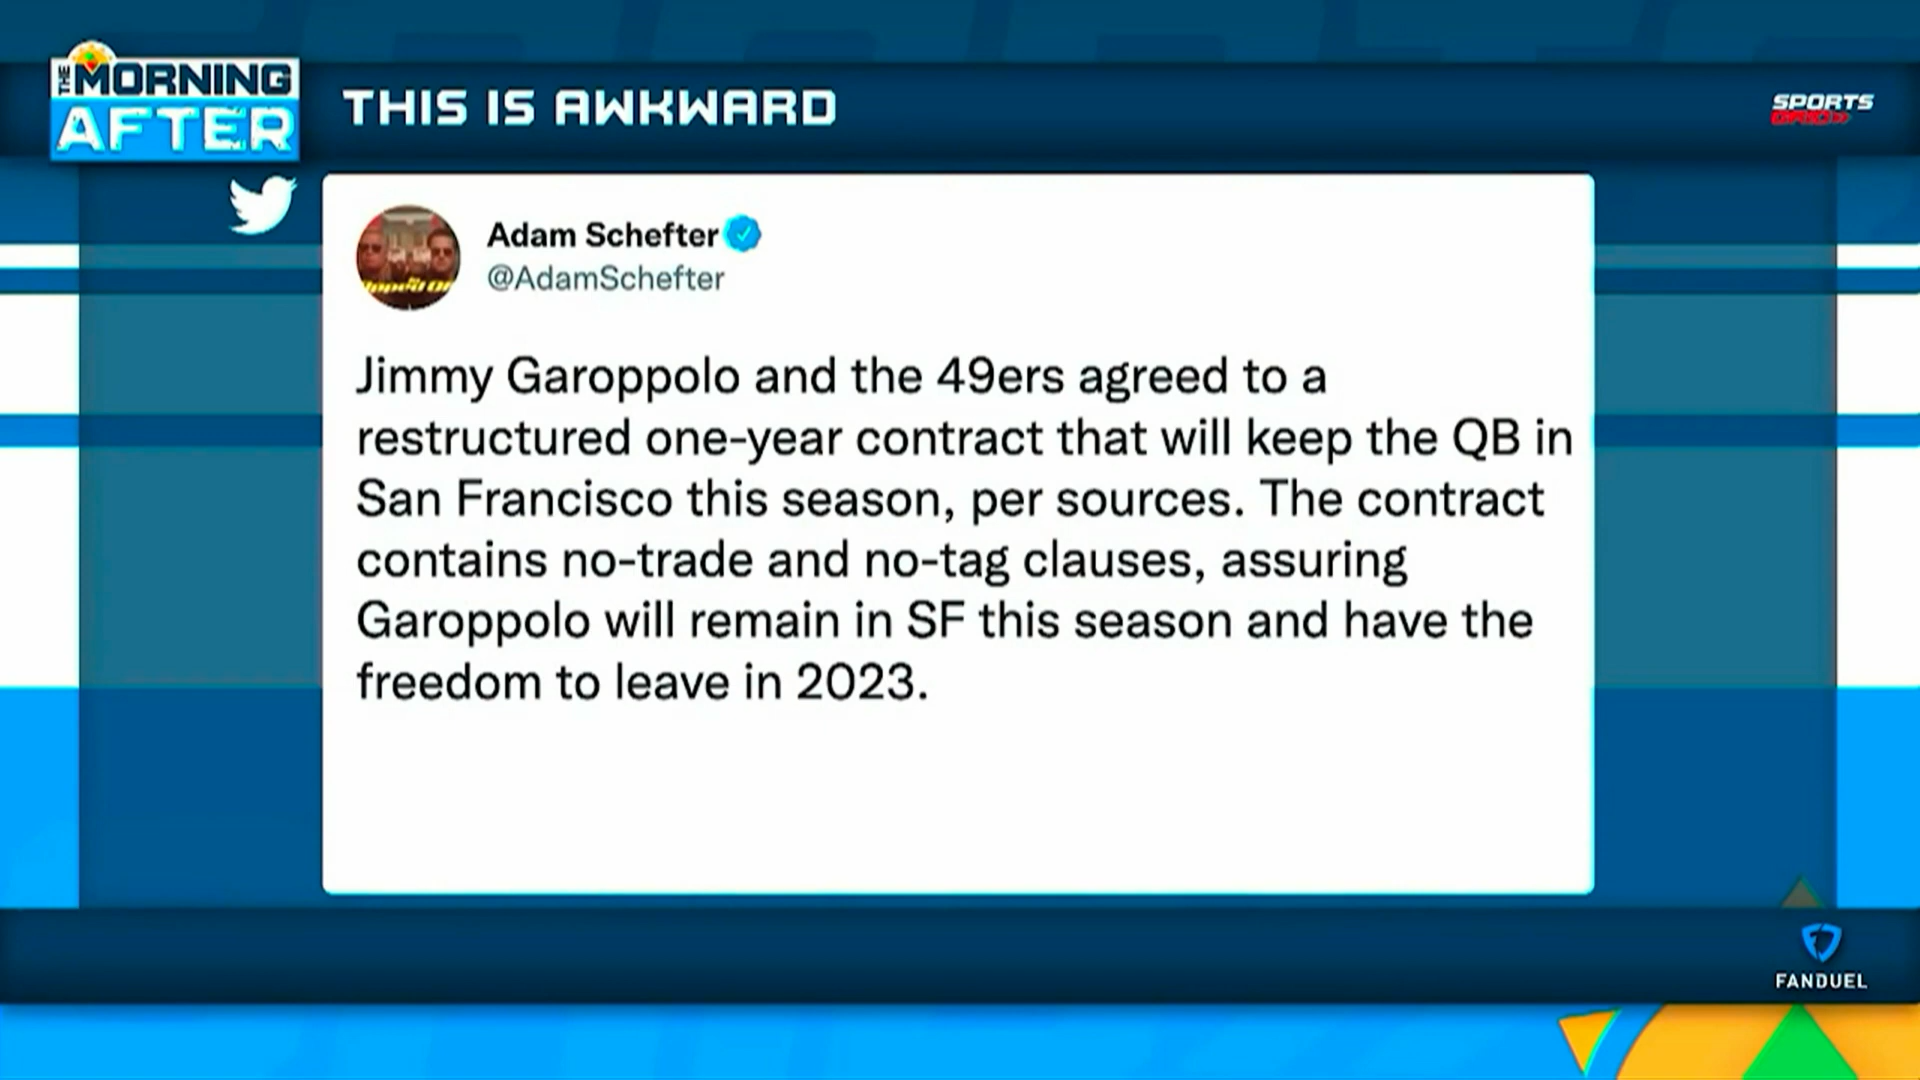 THE MORNING
AFTER
THIS IS AWKWARD
SPORTS
GRID
Adam Schefter
@AdamSchefter
Jimmy Garoppolo and the 49ers agreed to a
restructured one-year contract that will keep the QB in
San Francisco this season, per sources. The contract
contains no-trade and no-tag clauses, assuring
Garoppolo will remain in SF this season and have the
freedom to leave in 2023.
FANDUEL